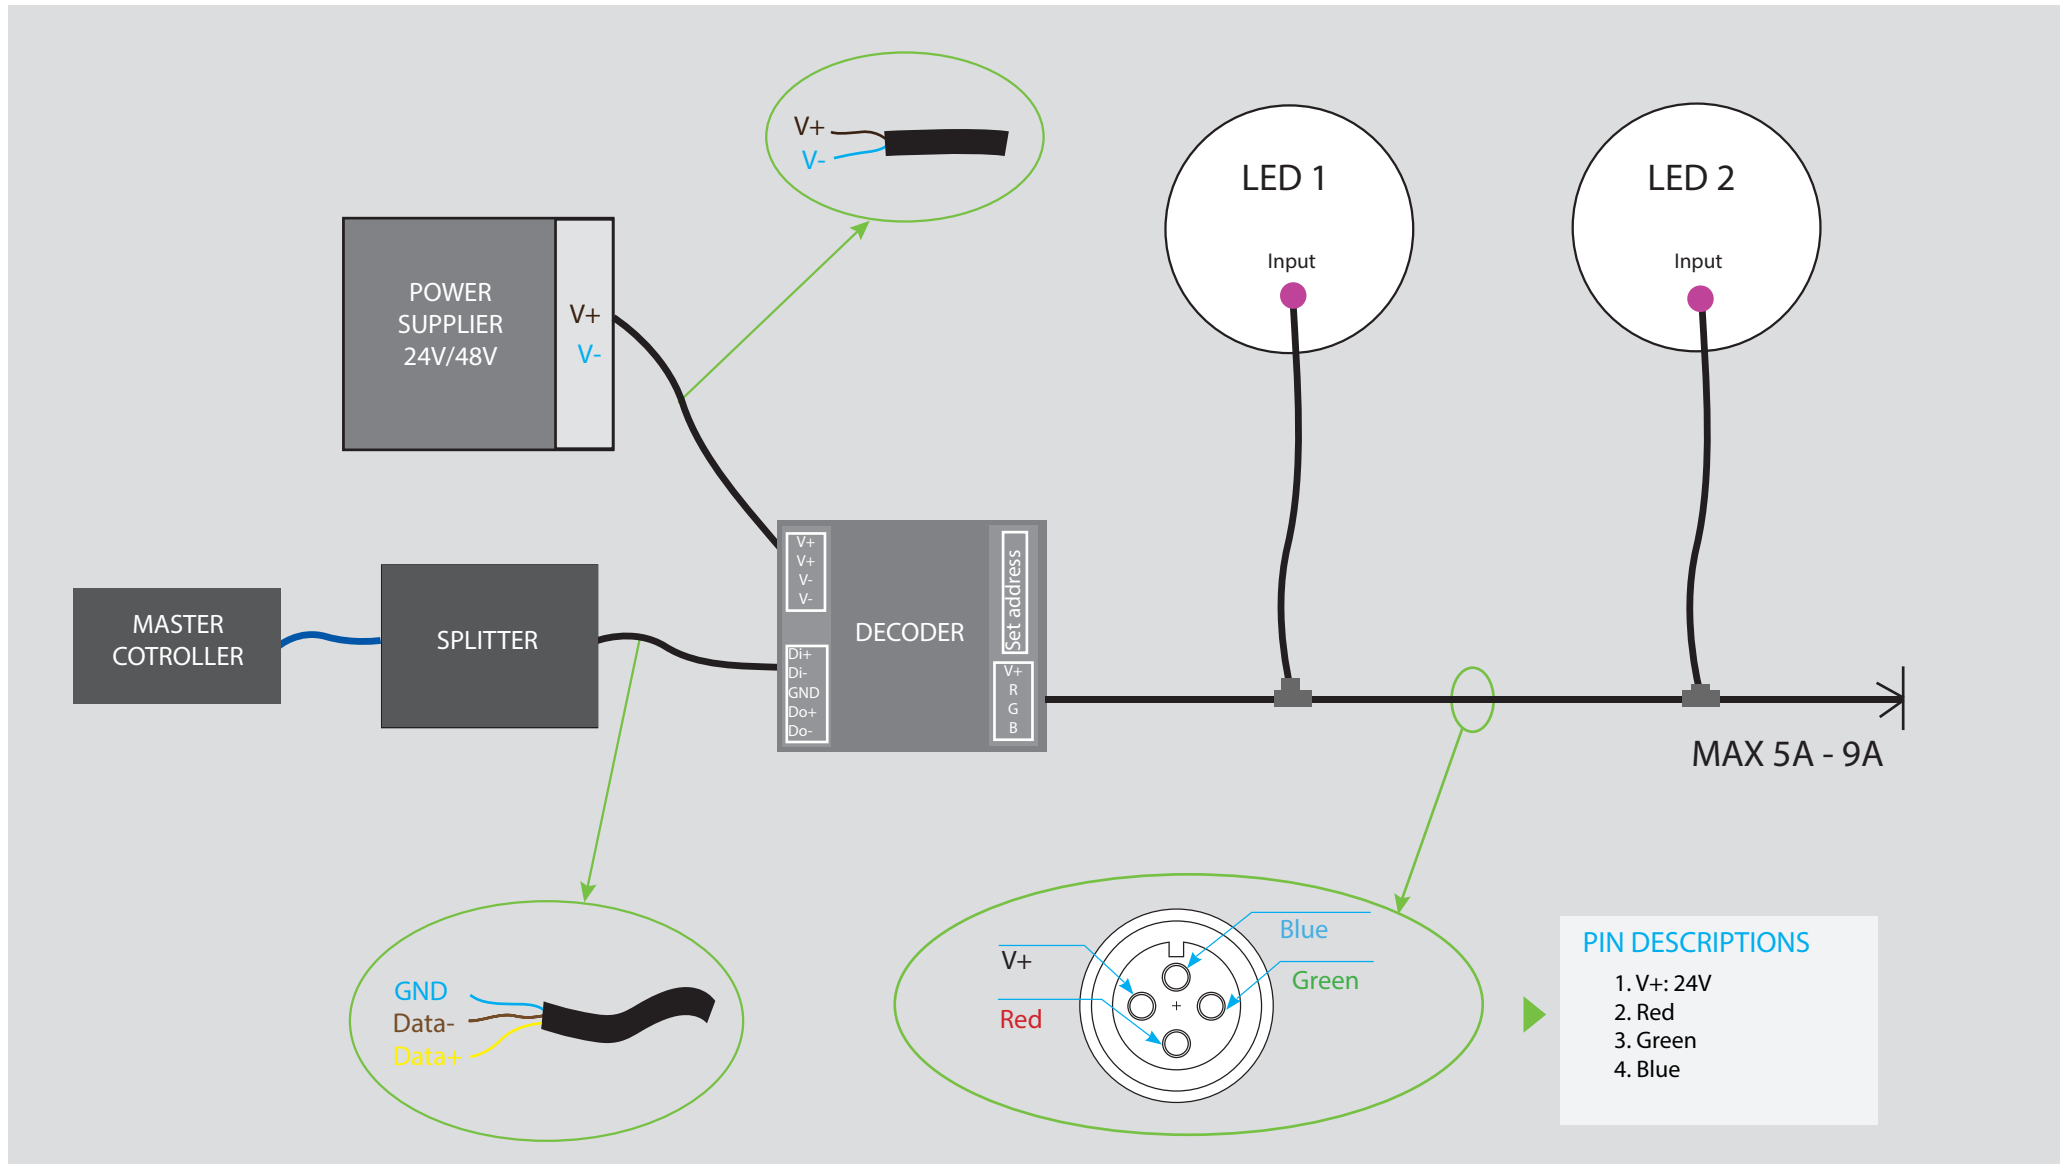 V+
V-
LED 1
Input
LED 2
Input
POWER
SUPPLIER
24V/48V
V+
V-
MASTER
COTROLLER
SPLITTER
V+
V+
V-
V-
Di+
Di-
GND
Do+
Do-
DECODER
Set address
V+
R
G
B
MAX 5A - 9A
GND
Data-
Data+
V+
Red
Blue
Green
PIN DESCRIPTIONS
1. V+: 24V
2. Red
3. Green
4. Blue